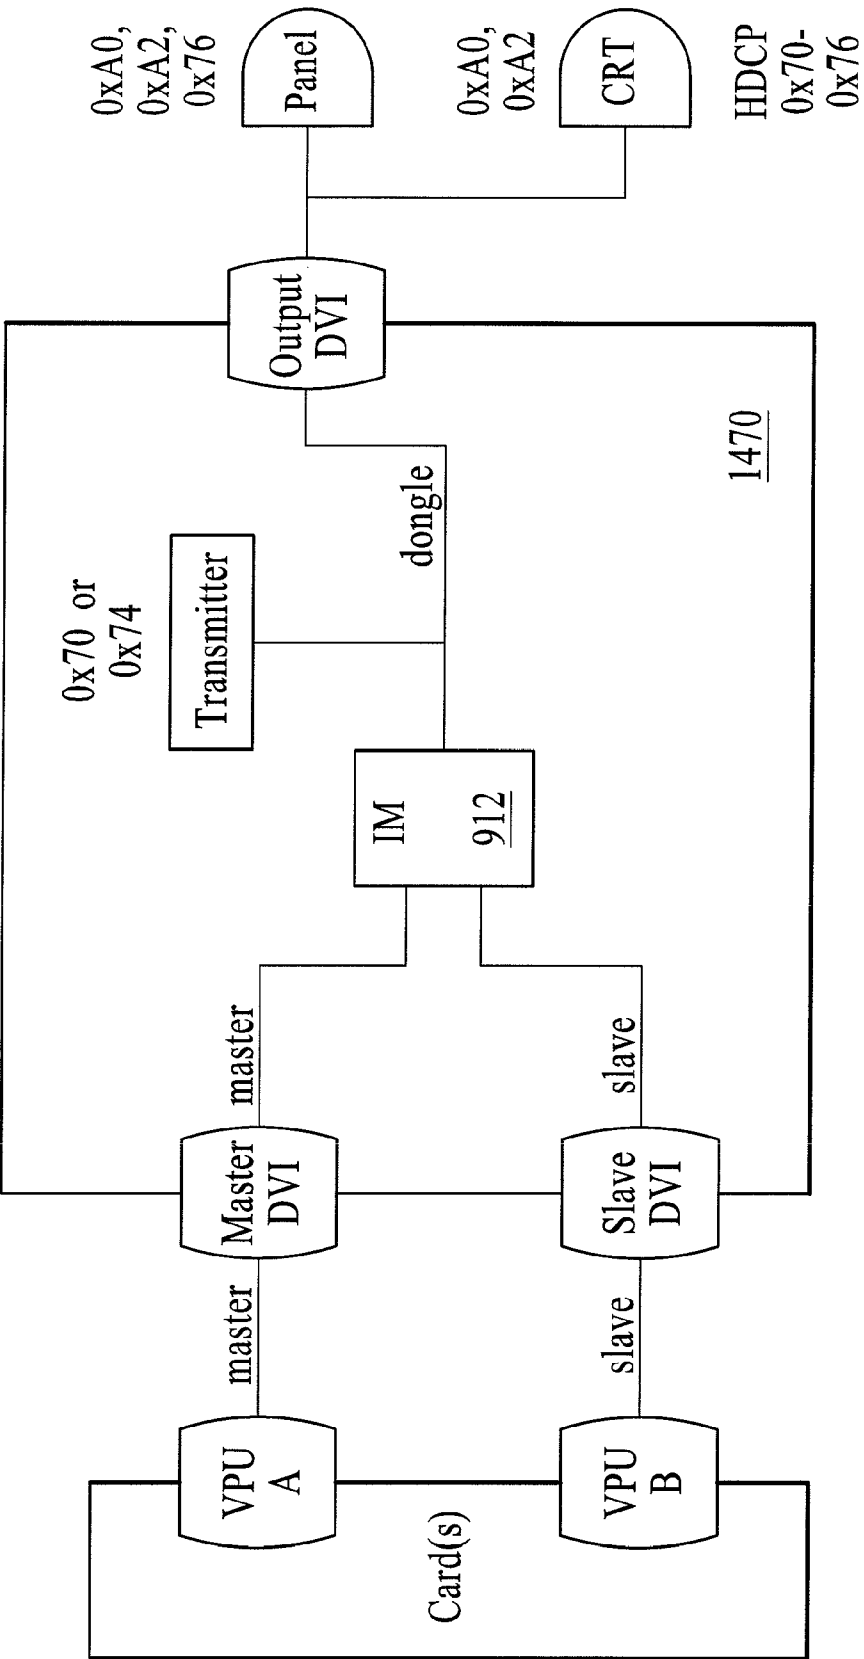 Card(s)
VPU
A
VPU
B
master
slave
Master
DVI
Slave
DVI
master
slave
IM
912
0x70 or
0x74
Transmitter
dongle
1470
Output
DVI
0xA0,
0xA2,
0x76
Panel
0xA0,
0xA2
CRT
HDCP
0x70-
0x76